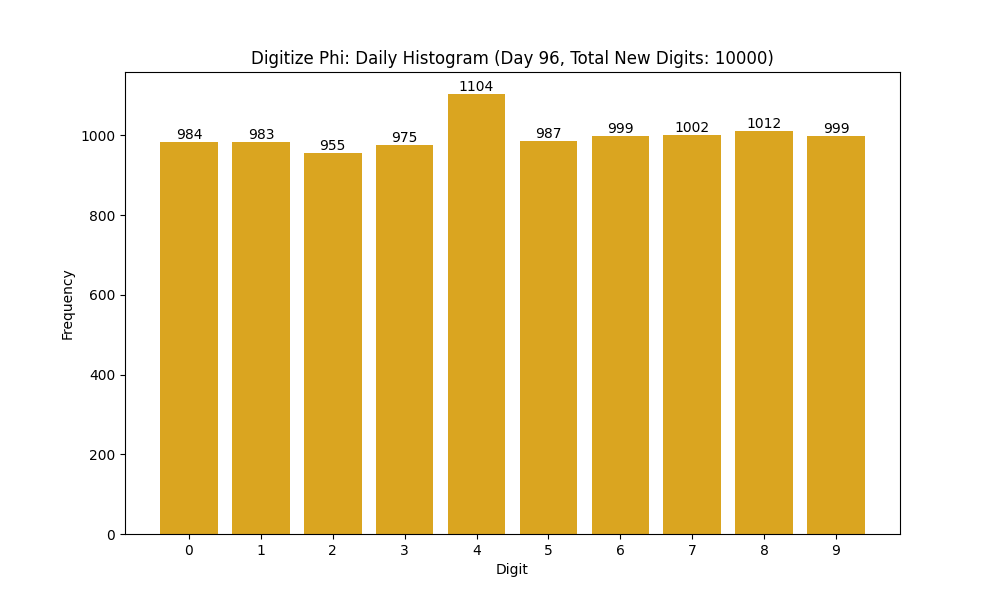 Digitize Phi: Daily Histogram (Day 96, Total New Digits: 10000)
1104
984 983 955 975 987 999 1002 1012 999
1000
800
600
400
200
0
Frequency
0 1 2 3 4 5 6 7 8 9
Digit